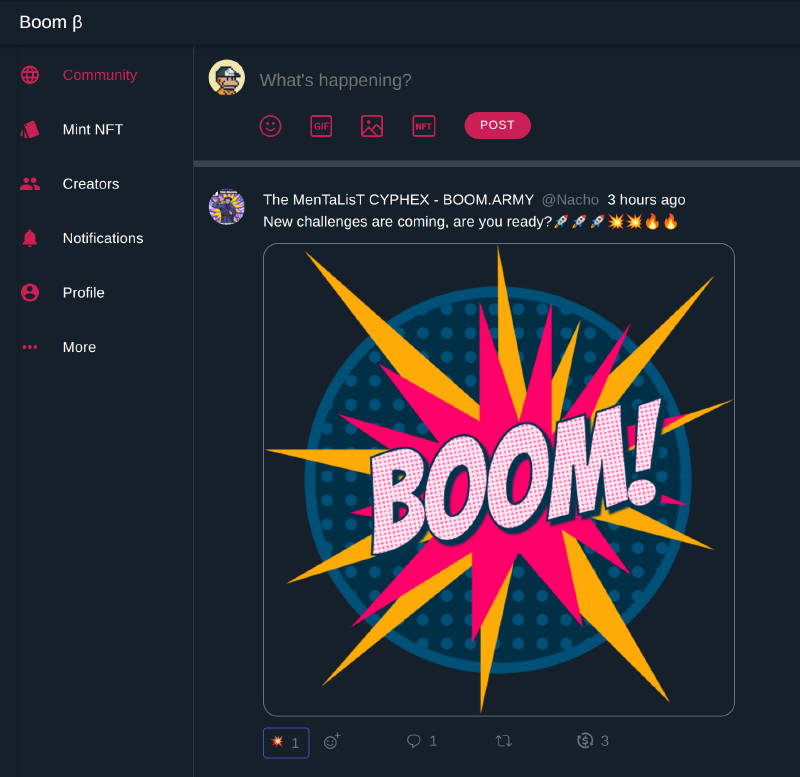 Boom β
Community
Mint NFT
Creators
Notifications
Profile
More
What's happening?
GIF
NFT
POST
The MenTaLisT CYPHEX - BOOM.ARMY @Nacho 3 hours ago
New challenges are coming, are you ready?🚀🚀🚀💥💥🔥🔥
BOOM!
💥 1
1
3